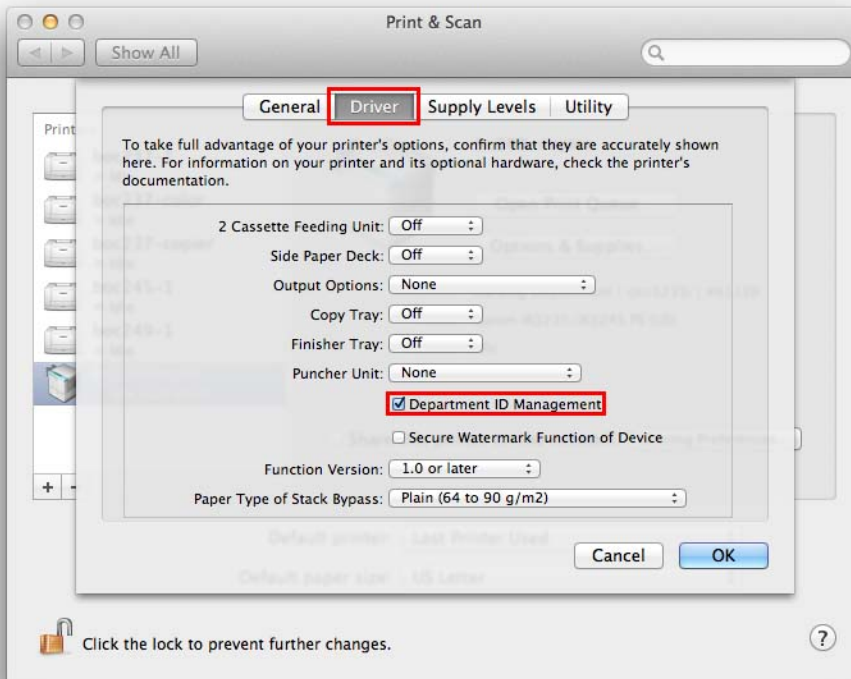 Print & Scan
Show All
General Driver Supply Levels Utility
Print
To take full advantage of your printer's options, confirm that they are accurately shown
here. For information on your printer and its optional hardware, check the printer's
documentation.
2 Cassette Feeding Unit: Off
Side Paper Deck: Off
Output Options: None
Copy Tray: Off
Finisher Tray: Off
Puncher Unit: None
Department ID Management
Secure Watermark Function of Device
Function Version: 1.0 or later
Paper Type of Stack Bypass: Plain (64 to 90 g/m2)
Default printer: Last Printer Used
Cancel OK
Default paper size: US Letter
Click the lock to prevent further changes.
?